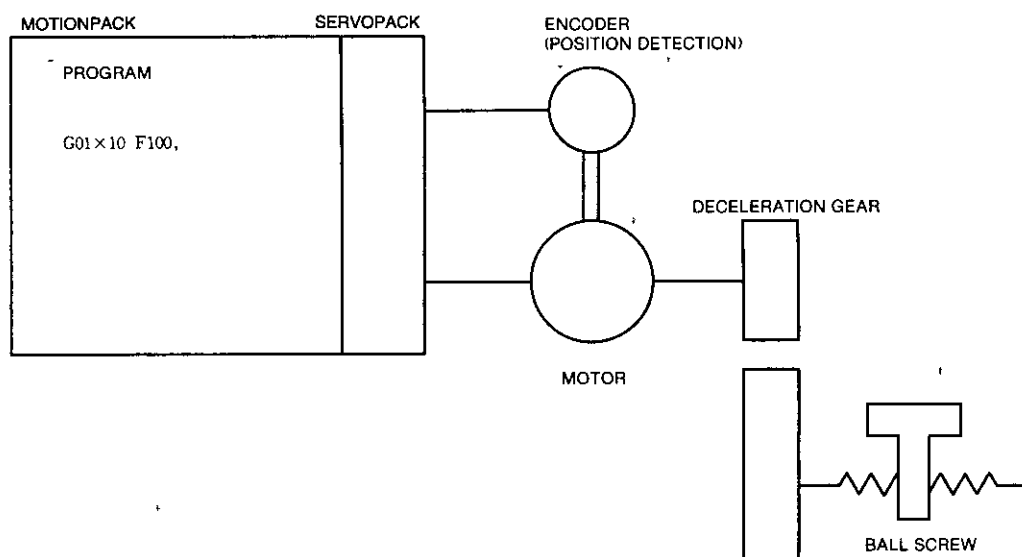 MOTIONPACK
SERVOPACK
ENCODER
(POSITION DETECTION)
PROGRAM
G01×10 F100,
DECELERATION GEAR
MOTOR
BALL SCREW